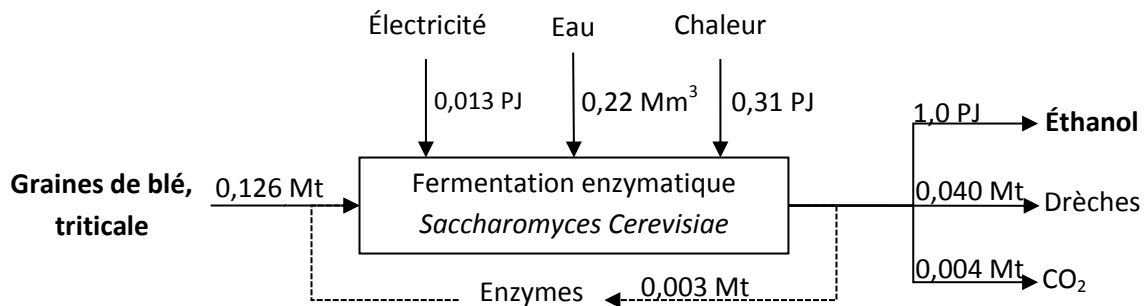 Électricité Eau Chaleur
0,013 PJ 0,22 Mm³ 0,31 PJ
1,0 PJ Éthanol
Graines de blé,
triticale
0,126 Mt
Fermentation enzymatique
Saccharomyces Cerevisiae
0,040 Mt Drèches
0,004 Mt CO₂
Enzymes 0,003 Mt